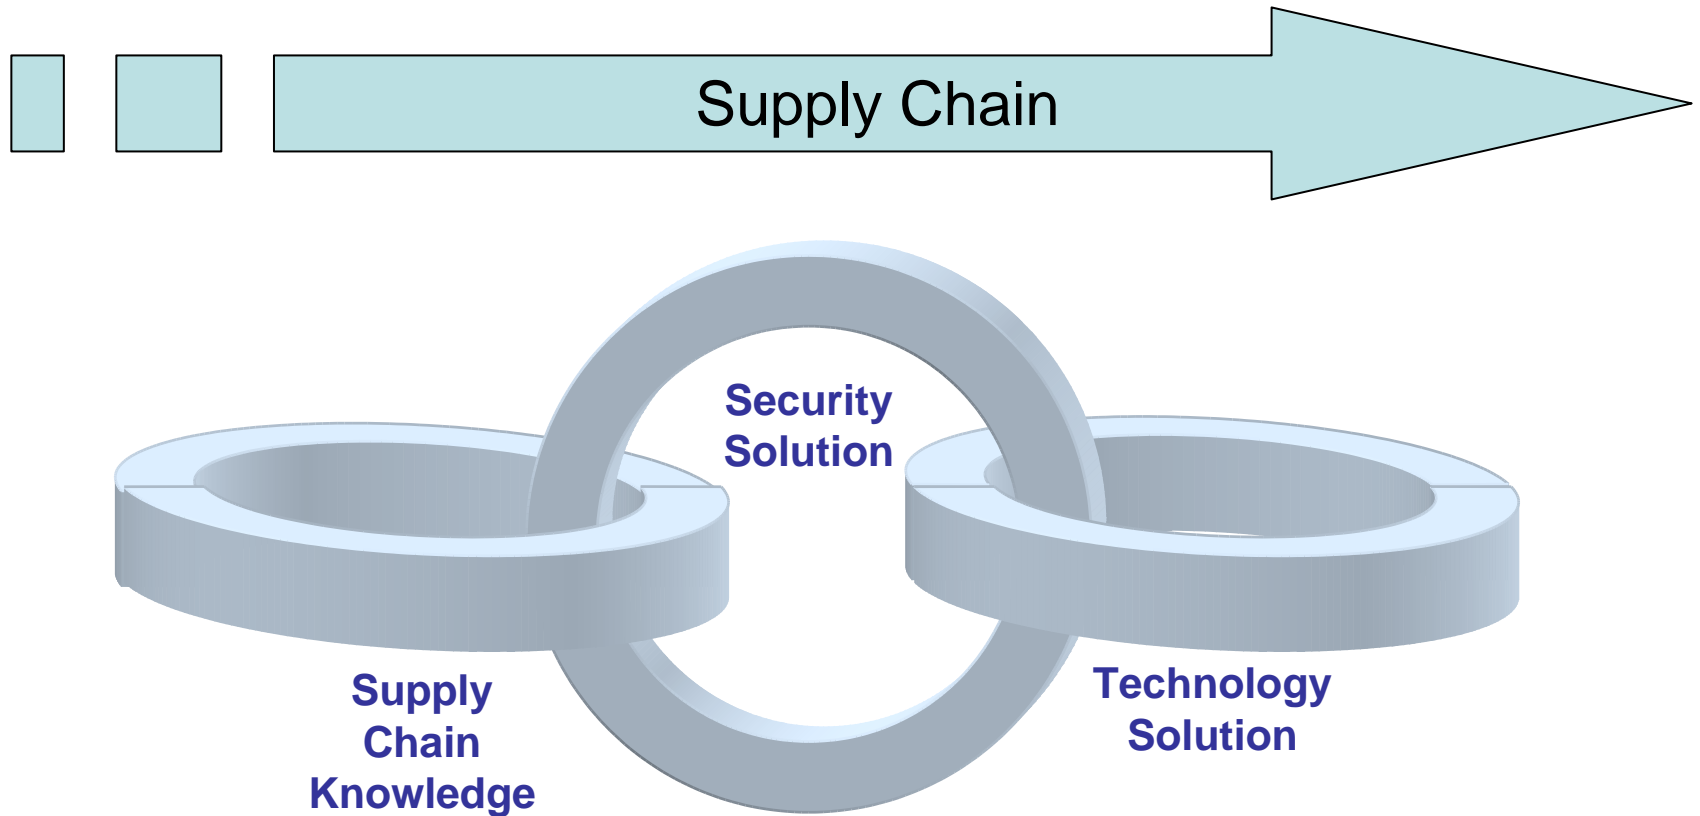 Supply Chain
Security
Solution
Supply
Chain
Knowledge
Technology
Solution